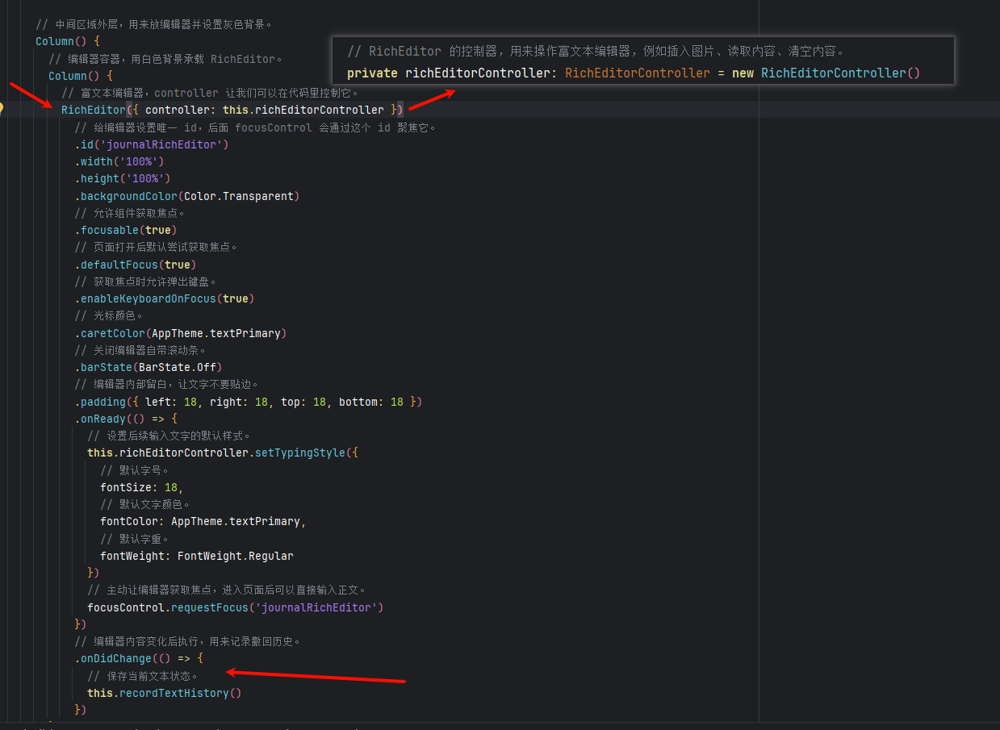 // 中间区域外层，用来放编辑器并设置灰色背景。
Column() {
// 编辑器容器，用白色背景承载 RichEditor。
Column() {
// RichEditor 的控制器，用来操作富文本编辑器，例如插入图片、读取内容、清空内容。
private richEditorController: RichEditorController = new RichEditorController()
// 富文本编辑器，controller 让我们可以在代码里控制它。
RichEditor({ controller: this.richEditorController })
// 给编辑器设置唯一 id，后面 focusControl 会通过这个 id 聚焦它。
.id('journalRichEditor')
.width('100%')
.height('100%')
.backgroundColor(Color.Transparent)
// 允许组件获取焦点。
.focusable(true)
// 页面打开后默认尝试获取焦点。
.defaultFocus(true)
// 获取焦点时允许弹出键盘。
.enableKeyboardOnFocus(true)
// 光标颜色。
.caretColor(AppTheme.textPrimary)
// 关闭编辑器自带滚动条。
.barState(BarState.Off)
// 编辑器内部留白，让文字不要贴边。
.padding({ left: 18, right: 18, top: 18, bottom: 18 })
.onReady(() => {
// 设置后续输入文字的默认样式。
this.richEditorController.setTypingStyle({
// 默认字号。
fontSize: 18,
// 默认文字颜色。
fontColor: AppTheme.textPrimary,
// 默认字重。
fontWeight: FontWeight.Regular
})
// 主动让编辑器获取焦点，进入页面后可以直接输入正文。
focusControl.requestFocus('journalRichEditor')
})
// 编辑器内容变化后执行，用来记录撤回历史。
.onDidChange(() => {
// 保存当前文本状态。
this.recordTextHistory()
})